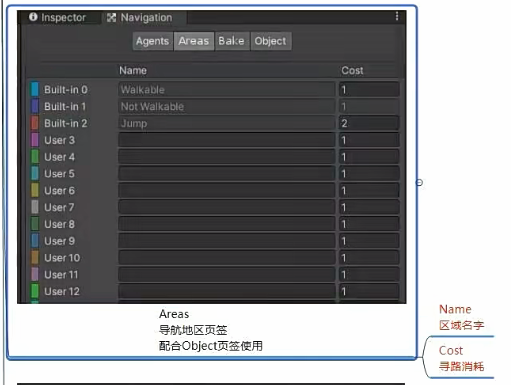 Inspector Navigation
Agents Areas Bake Object
Name Cost
Built-in 0 Walkable 1
Built-in 1 Not Walkable 1
Built-in 2 Jump 2
User 3 1
User 4 1
User 5 1
User 6 1
User 7 1
User 8 1
User 9 1
User 10 1
User 11 1
User 12 1
Areas
导航地区页签
配合Object页签使用
Name
区域名字
Cost
寻路消耗